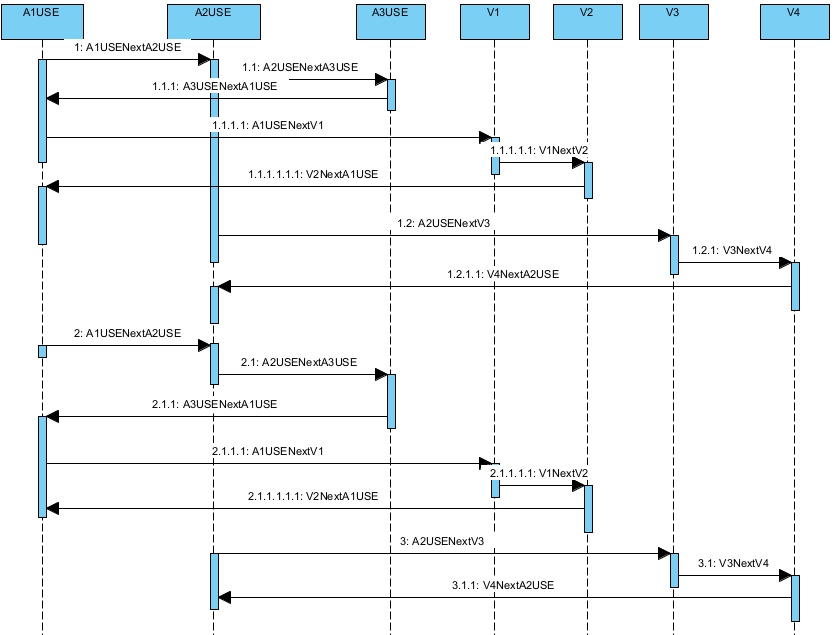 A1USE
A2USE
A3USE
V1
V2
V3
V4
1: A1USENextA2USE
1.1: A2USENextA3USE
1.1.1: A3USENextA1USE
1.1.1.1: A1USENextV1
1.1.1.1.1: V1NextV2
1.1.1.1.1.1: V2NextA1USE
1.2: A2USENextV3
1.2.1: V3NextV4
1.2.1.1: V4NextA2USE
2: A1USENextA2USE
2.1: A2USENextA3USE
2.1.1: A3USENextA1USE
2.1.1.1: A1USENextV1
2.1.1.1.1: V1NextV2
2.1.1.1.1.1: V2NextA1USE
3: A2USENextV3
3.1: V3NextV4
3.1.1: V4NextA2USE